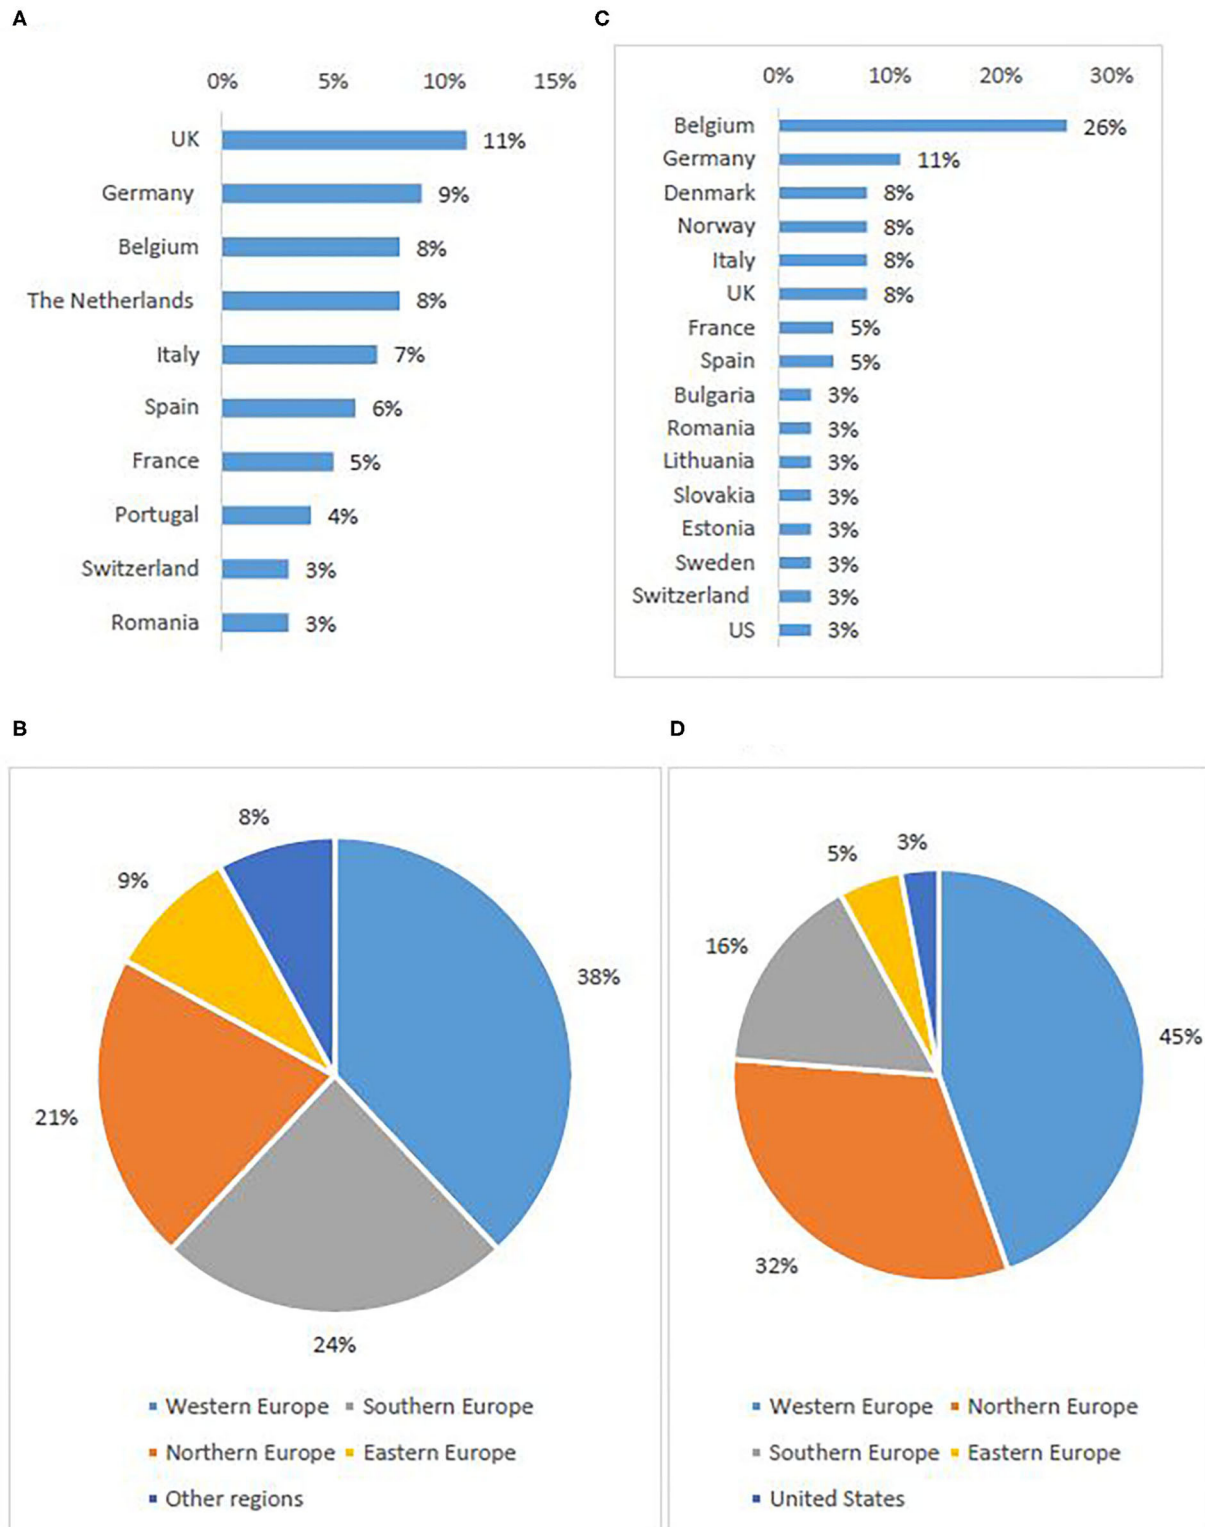 A
0% 5% 10% 15%
UK 11%
Germany 9%
Belgium 8%
The Netherlands 8%
Italy 7%
Spain 6%
France 5%
Portugal 4%
Switzerland 3%
Romania 3%
C
0% 10% 20% 30%
Belgium 26%
Germany 11%
Denmark 8%
Norway 8%
Italy 8%
UK 8%
France 5%
Spain 5%
Bulgaria 3%
Romania 3%
Lithuania 3%
Slovakia 3%
Estonia 3%
Sweden 3%
Switzerland 3%
US 3%
B
8%
9%
38%
21%
24%
Western Europe Southern Europe
Northern Europe Eastern Europe
Other regions
D
3%
5%
16%
45%
32%
Western Europe Northern Europe
Southern Europe Eastern Europe
United States